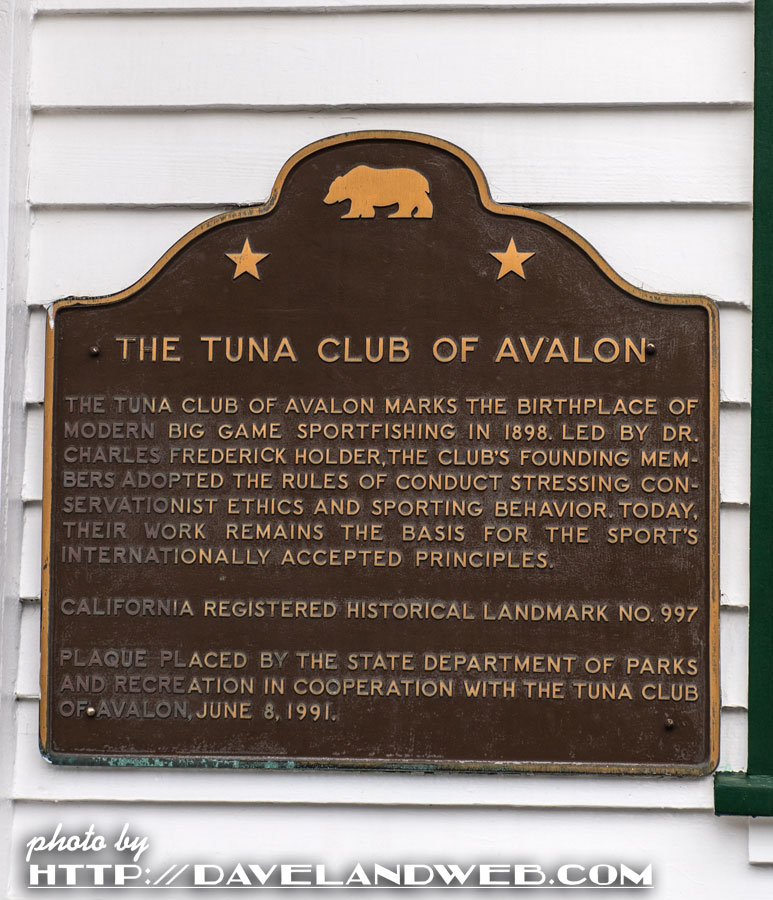 THE TUNA CLUB OF AVALON
THE TUNA CLUB OF AVALON MARKS THE BIRTHPLACE OF
MODERN BIG GAME SPORTFISHING IN 1898. LED BY DR.
CHARLES FREDERICK HOLDER, THE CLUB'S FOUNDING MEM-
BERS ADOPTED THE RULES OF CONDUCT STRESSING CON-
SERVATIONIST ETHICS AND SPORTING BEHAVIOR. TODAY,
THEIR WORK REMAINS THE BASIS FOR THE SPORT'S
INTERNATIONALLY ACCEPTED PRINCIPLES.
CALIFORNIA REGISTERED HISTORICAL LANDMARK NO. 997
PLAQUE PLACED BY THE STATE DEPARTMENT OF PARKS
AND RECREATION IN COOPERATION WITH THE TUNA CLUB
OF AVALON, JUNE 8, 1991.
photo by
HTTP://DAVELANDWEB.COM